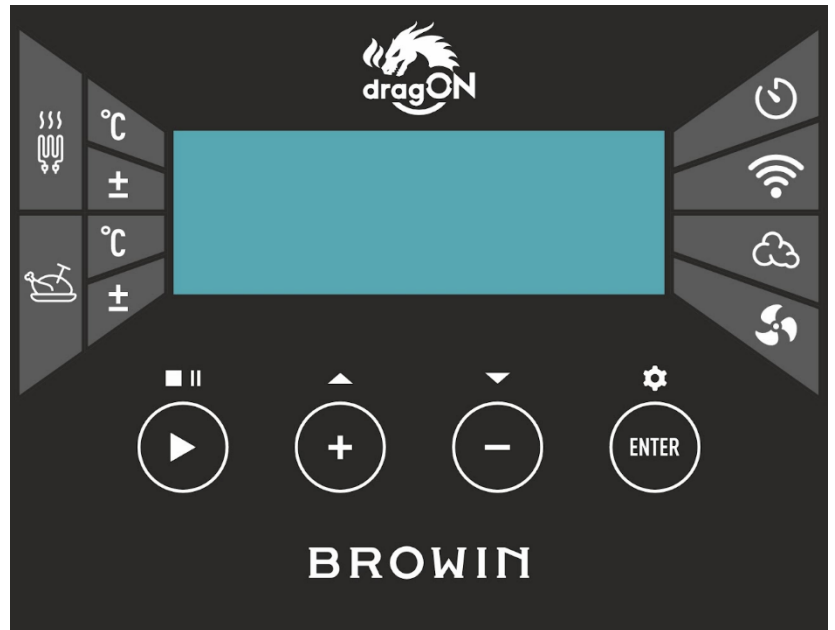 dragON
°C
±
°C
±
+
−
ENTER
BROWIN